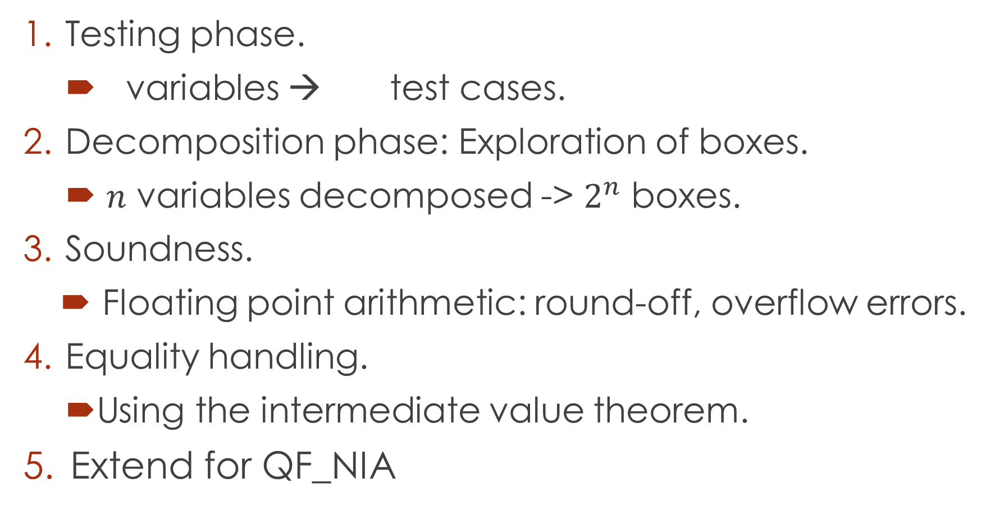 1. Testing phase.
variables → test cases.
2. Decomposition phase: Exploration of boxes.
n variables decomposed -> 2ⁿ boxes.
3. Soundness.
Floating point arithmetic: round-off, overflow errors.
4. Equality handling.
Using the intermediate value theorem.
5. Extend for QF_NIA